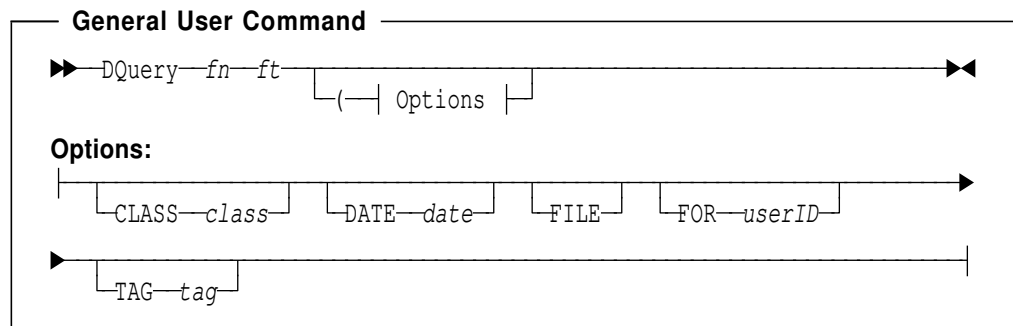 General User Command
DQuery fn ft
( Options
Options:
CLASS class DATE date FILE FOR userID
TAG tag